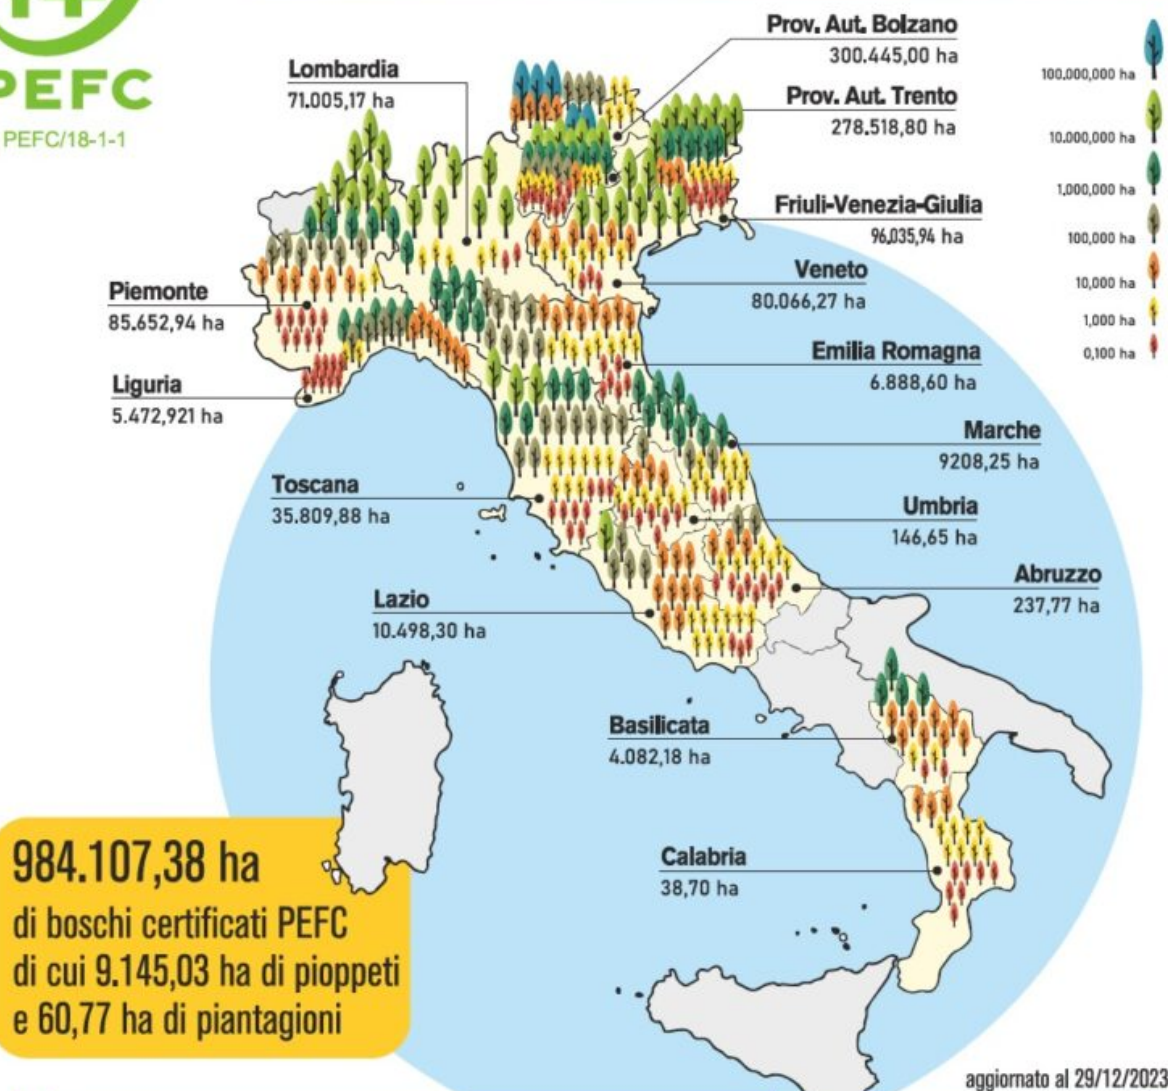 PEFC
PEFC/18-1-1
Lombardia
71.005,17 ha
Prov. Aut. Bolzano
300.445,00 ha
Prov. Aut. Trento
278.518,80 ha
Friuli-Venezia-Giulia
96.035,94 ha
Veneto
80.066,27 ha
Piemonte
85.652,94 ha
Liguria
5.472,921 ha
Emilia Romagna
6.888,60 ha
Marche
9208,25 ha
Toscana
35.809,88 ha
Umbria
146,65 ha
Abruzzo
237,77 ha
Lazio
10.498,30 ha
Basilicata
4.082,18 ha
Calabria
38,70 ha
100.000,000 ha
10.000,000 ha
1,000,000 ha
100,000 ha
10,000 ha
1,000 ha
0,100 ha
984.107,38 ha
di boschi certificati PEFC
di cui 9.145,03 ha di pioppeti
e 60,77 ha di piantagioni
aggiornato al 29/12/2023